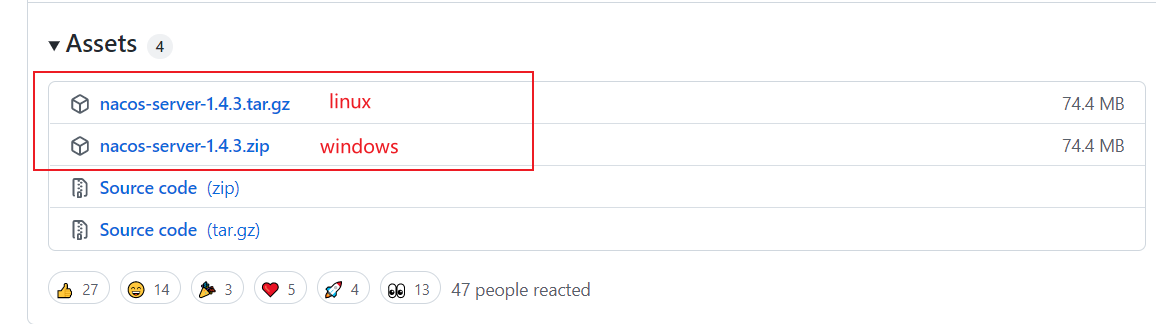 Assets 4
nacos-server-1.4.3.tar.gz linux 74.4 MB
nacos-server-1.4.3.zip windows 74.4 MB
Source code (zip)
Source code (tar.gz)
27 14 3 5 4 13 47 people reacted